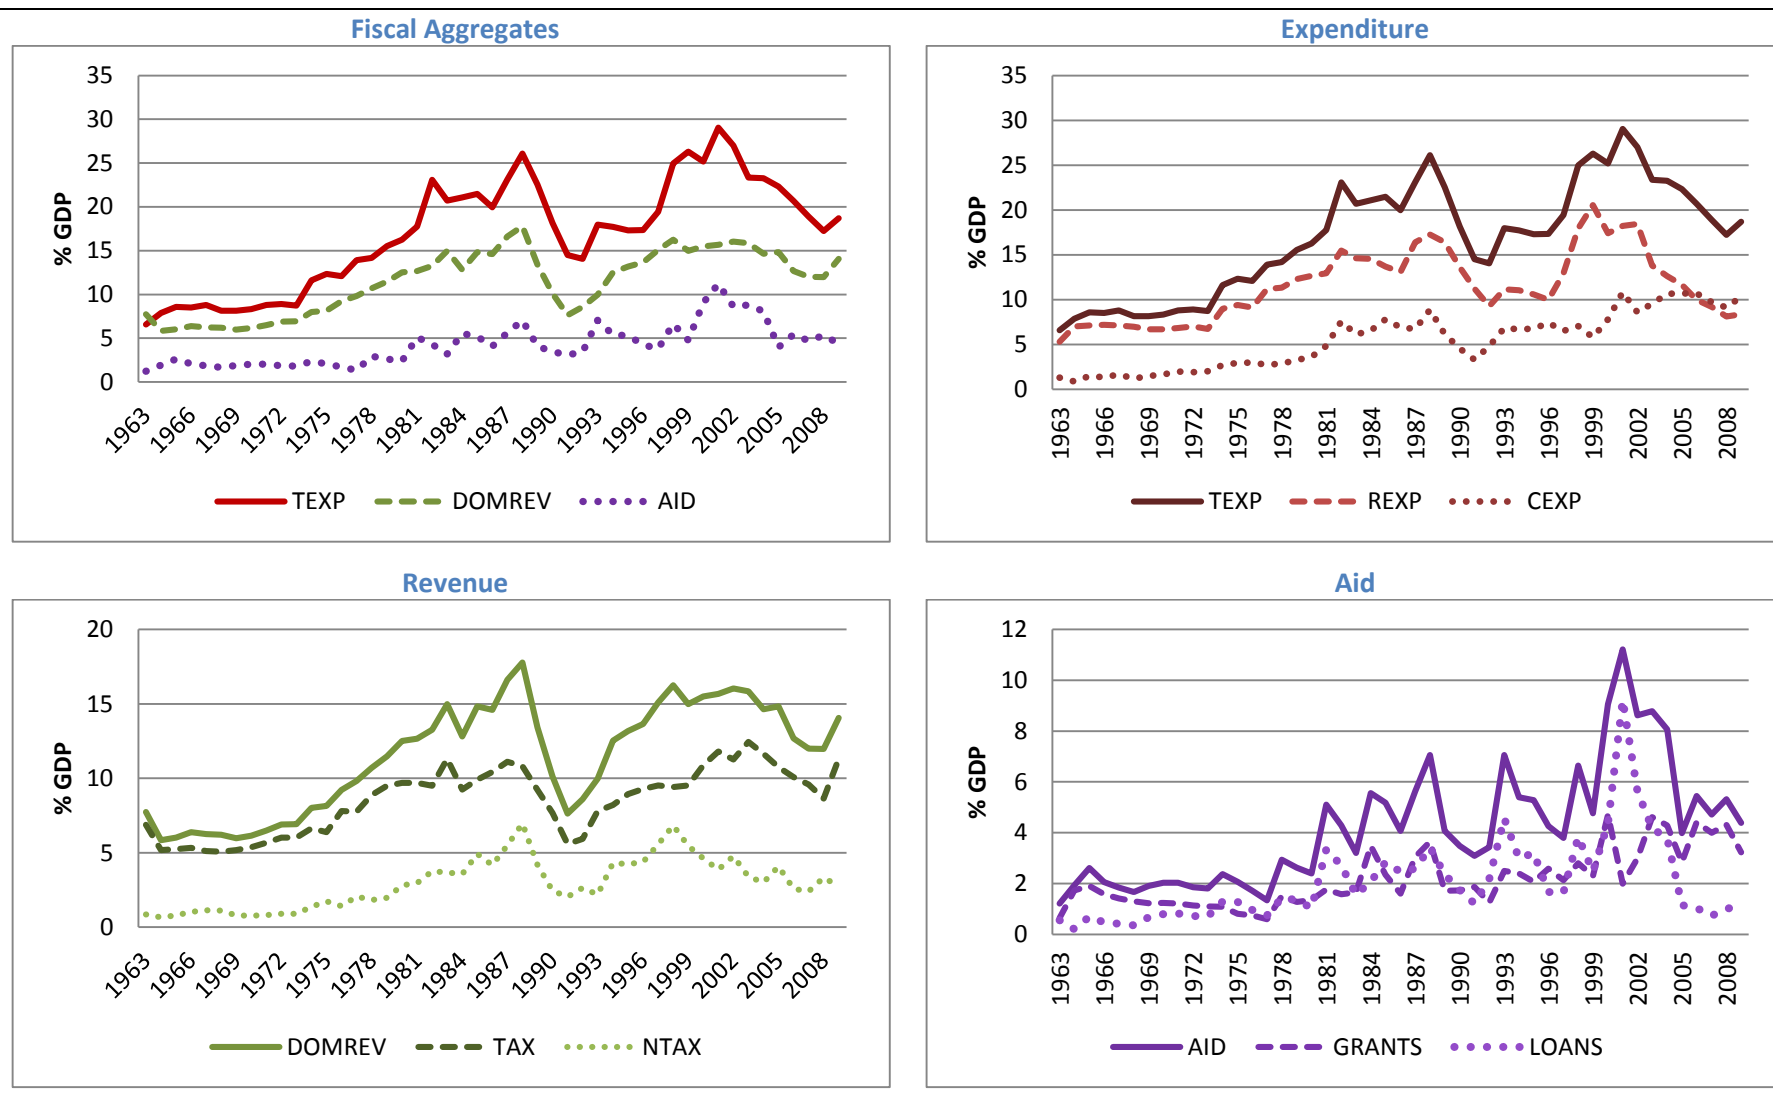 Fiscal Aggregates
% GDP
35
30
25
20
15
10
5
0
1963 1966 1969 1972 1975 1978 1981 1984 1987 1990 1993 1996 1999 2002 2005 2008
TEXP DOMREV AID
Expenditure
% GDP
35
30
25
20
15
10
5
0
1963 1966 1969 1972 1975 1978 1981 1984 1987 1990 1993 1996 1999 2002 2005 2008
TEXP REXP CEXP
Revenue
% GDP
20
15
10
5
0
1963 1966 1969 1972 1975 1978 1981 1984 1987 1990 1993 1996 1999 2002 2005 2008
DOMREV TAX NTAX
Aid
% GDP
12
10
8
6
4
2
0
1963 1966 1969 1972 1975 1978 1981 1984 1987 1990 1993 1996 1999 2002 2005 2008
AID GRANTS LOANS